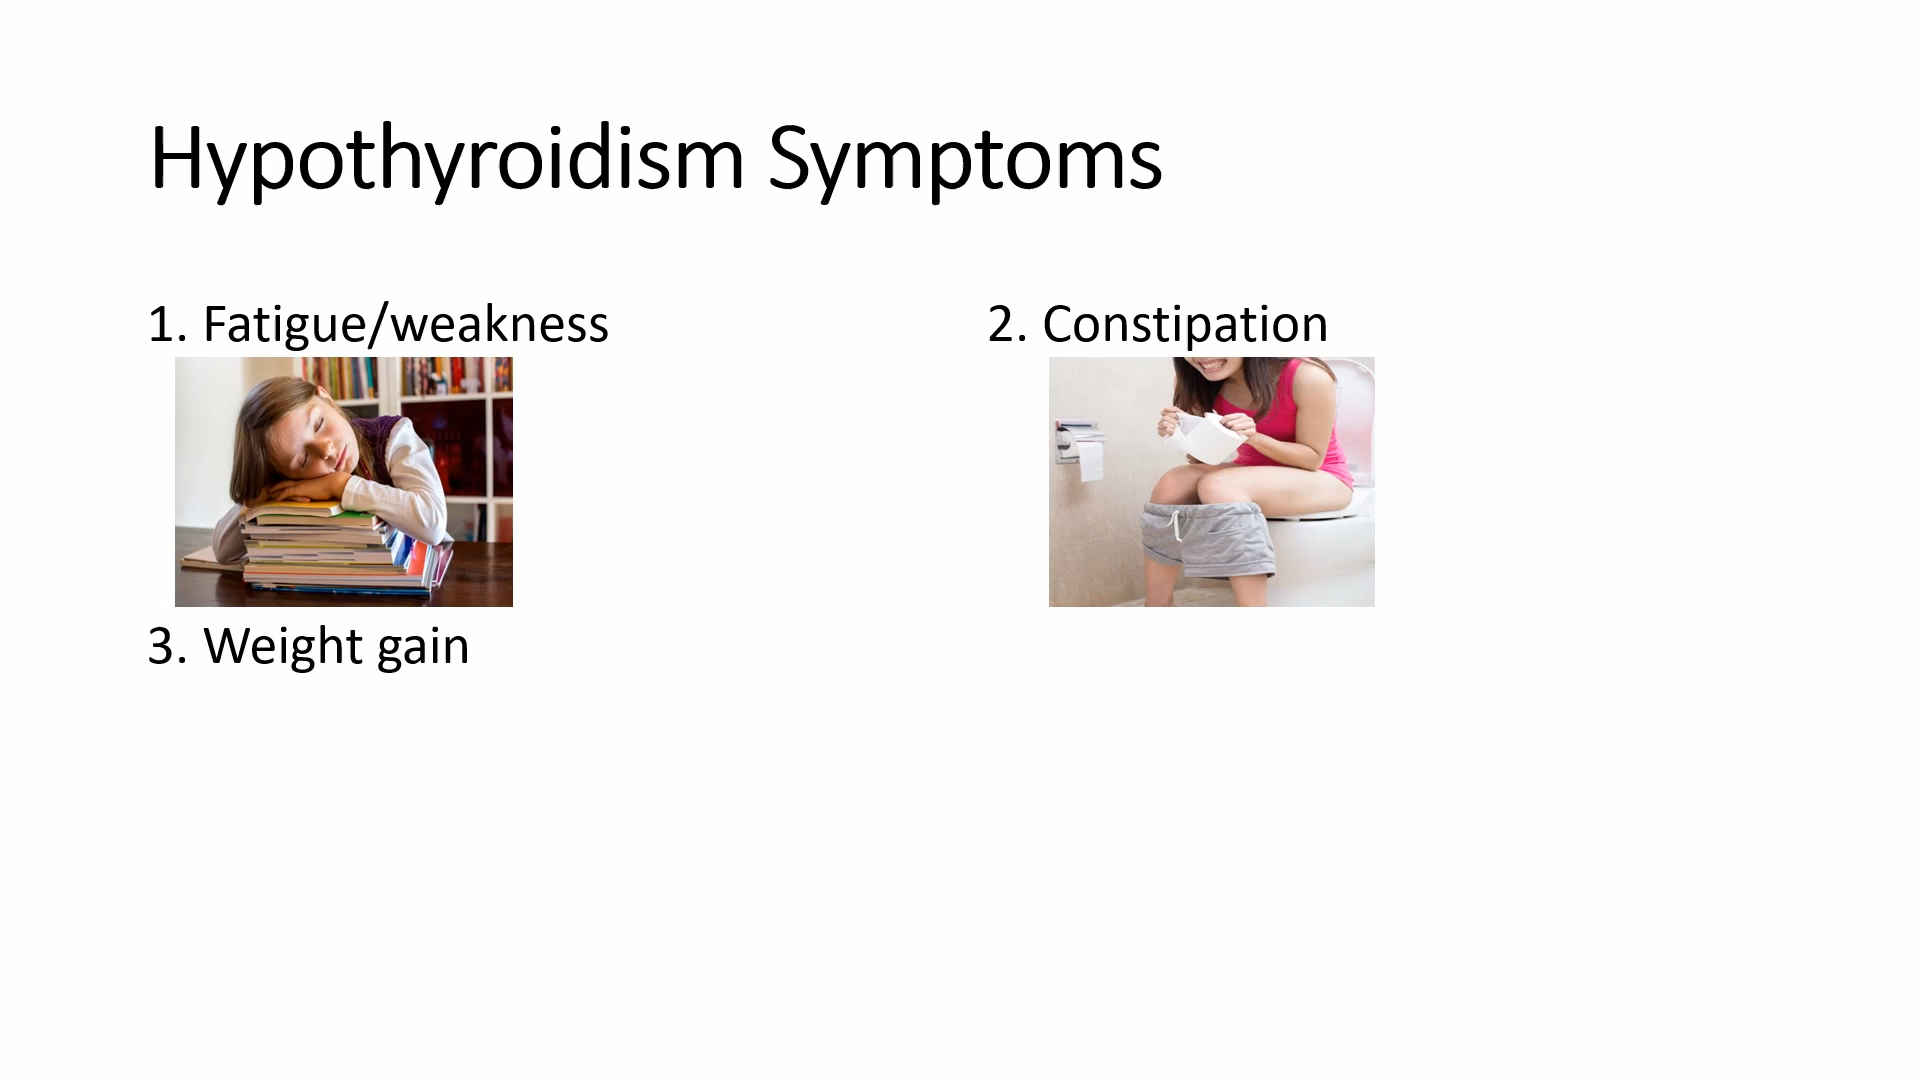 Hypothyroidism Symptoms
1. Fatigue/weakness
2. Constipation
3. Weight gain